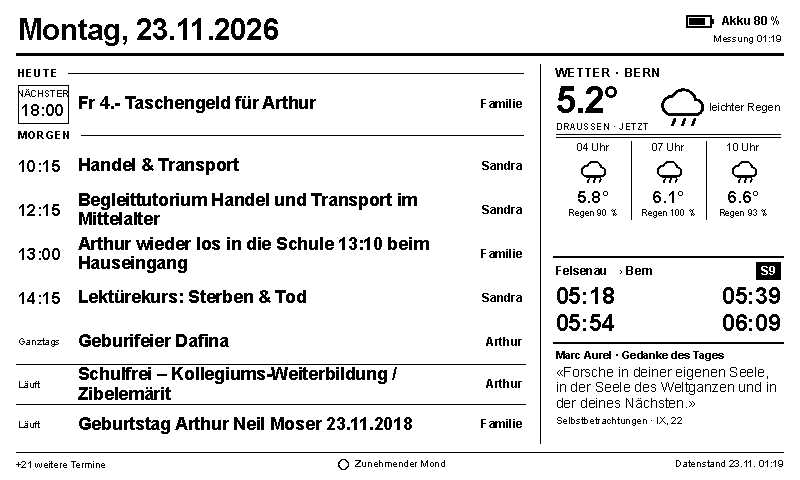 Montag, 23.11.2026
Akku 80 %
Messung 01:19
HEUTE
NÄCHSTER
18:00
Fr 4.- Taschengeld für Arthur
Familie
MORGEN
10:15
Handel & Transport
Sandra
12:15
Begleittutorium Handel und Transport im
Mittelalter
Sandra
13:00
Arthur wieder los in die Schule 13:10 beim
Hauseingang
Familie
14:15
Lektürekurs: Sterben & Tod
Sandra
Ganztags
Geburifeier Dafina
Arthur
Läuft
Schulfrei – Kollegiums-Weiterbildung /
Zibelemärit
Arthur
Läuft
Geburtstag Arthur Neil Moser 23.11.2018
Familie
WETTER · BERN
5.2°
leichter Regen
DRAUSSEN · JETZT
04 Uhr
07 Uhr
10 Uhr
5.8°
6.1°
6.6°
Regen 90 %
Regen 100 %
Regen 93 %
Felsenau › Bern
S9
05:18
05:39
05:54
06:09
Marc Aurel · Gedanke des Tages
«Forsche in deiner eigenen Seele,
in der Seele des Weltganzen und in
der deines Nächsten.»
Selbstbetrachtungen · IX, 22
+21 weitere Termine
Zunehmender Mond
Datenstand 23.11. 01:19